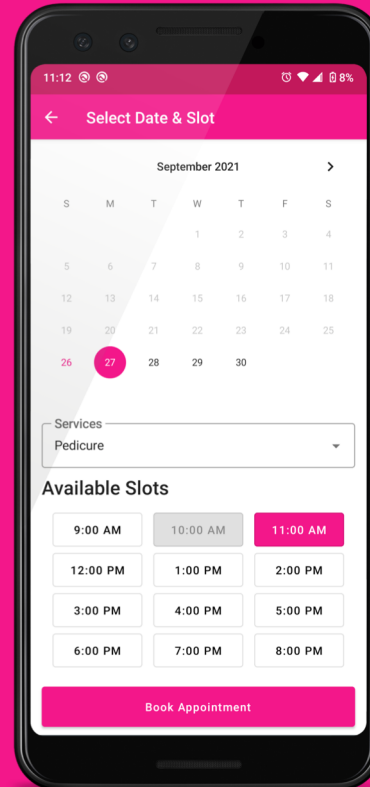 11:12 8%
Select Date & Slot
September 2021
S M T W T F S
1 2 3 4
5 6 7 8 9 10 11
12 13 14 15 16 17 18
19 20 21 22 23 24 25
26 27 28 29 30
Services
Pedicure
Available Slots
9:00 AM 10:00 AM 11:00 AM
12:00 PM 1:00 PM 2:00 PM
3:00 PM 4:00 PM 5:00 PM
6:00 PM 7:00 PM 8:00 PM
Book Appointment